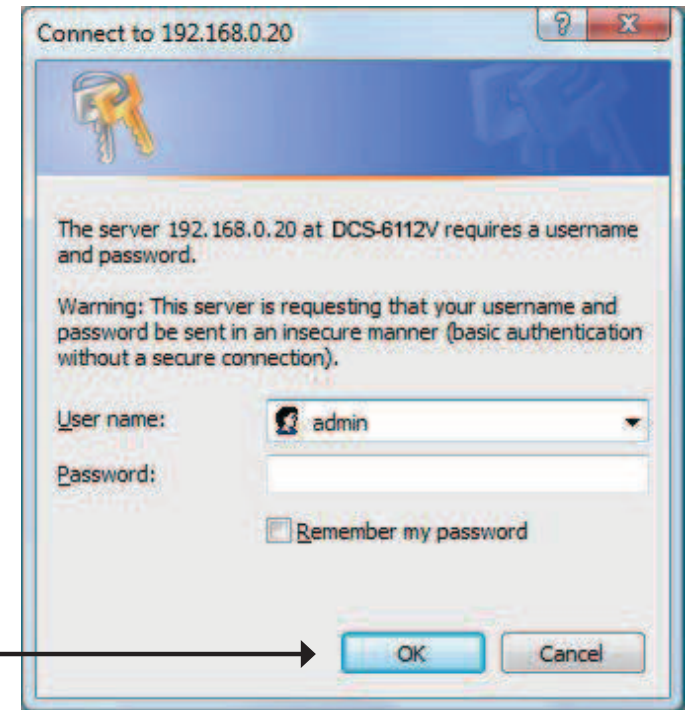 Connect to 192.168.0.20
The server 192.168.0.20 at DCS-6112V requires a username
and password.
Warning: This server is requesting that your username and
password be sent in an insecure manner (basic authentication
without a secure connection).
User name:
admin
Password:
Remember my password
OK
Cancel